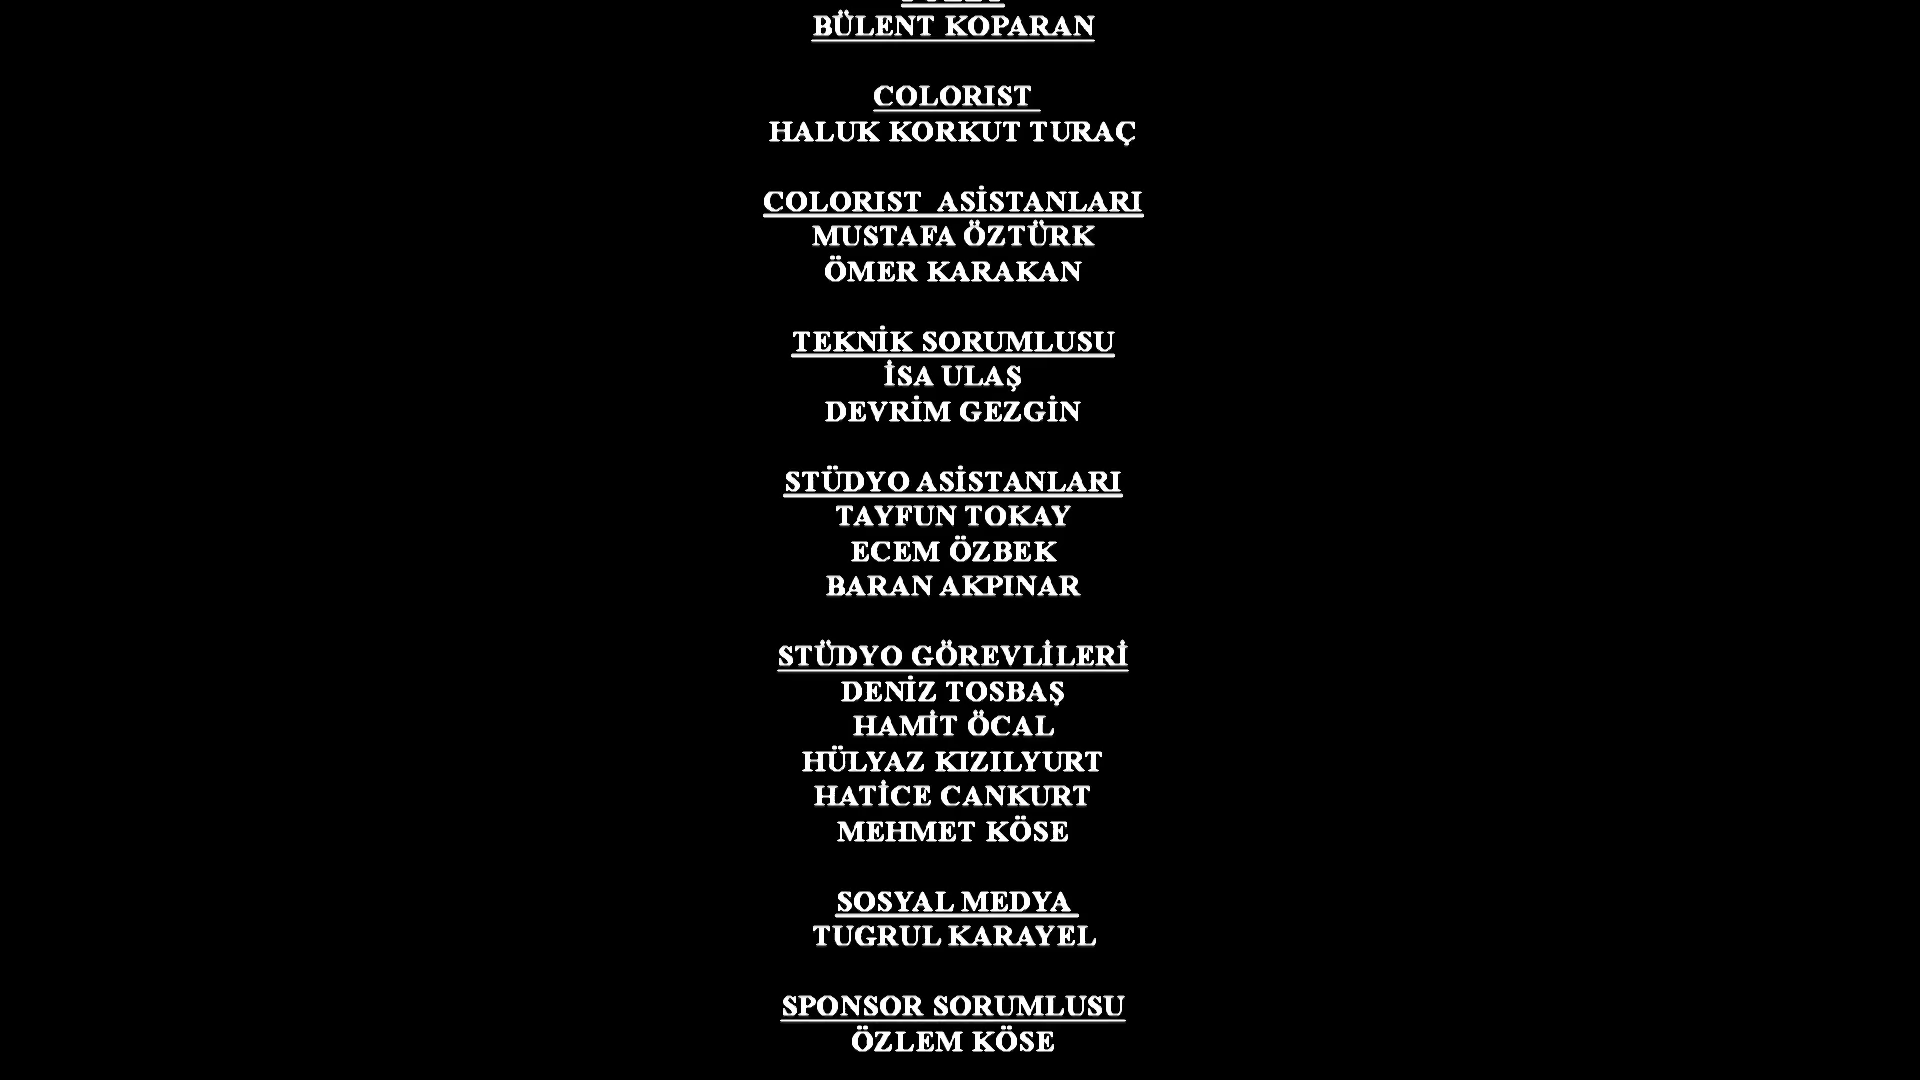 BÜLENT KOPARAN
COLORIST
HALUK KORKUT TURAÇ
COLORIST ASİSTANLARI
MUSTAFA ÖZTÜRK
ÖMER KARAKAN
TEKNİK SORUMLUSU
İSA ULAŞ
DEVRİM GEZGİN
STÜDYO ASİSTANLARI
TAYFUN TOKAY
ECEM ÖZBEK
BARAN AKPINAR
STÜDYO GÖREVLİLERİ
DENİZ TOSBAŞ
HAMİT ÖCAL
HÜLYAZ KIZILYURT
HATİCE CANKURT
MEHMET KÖSE
SOSYAL MEDYA
TUGRUL KARAYEL
SPONSOR SORUMLUSU
ÖZLEM KÖSE